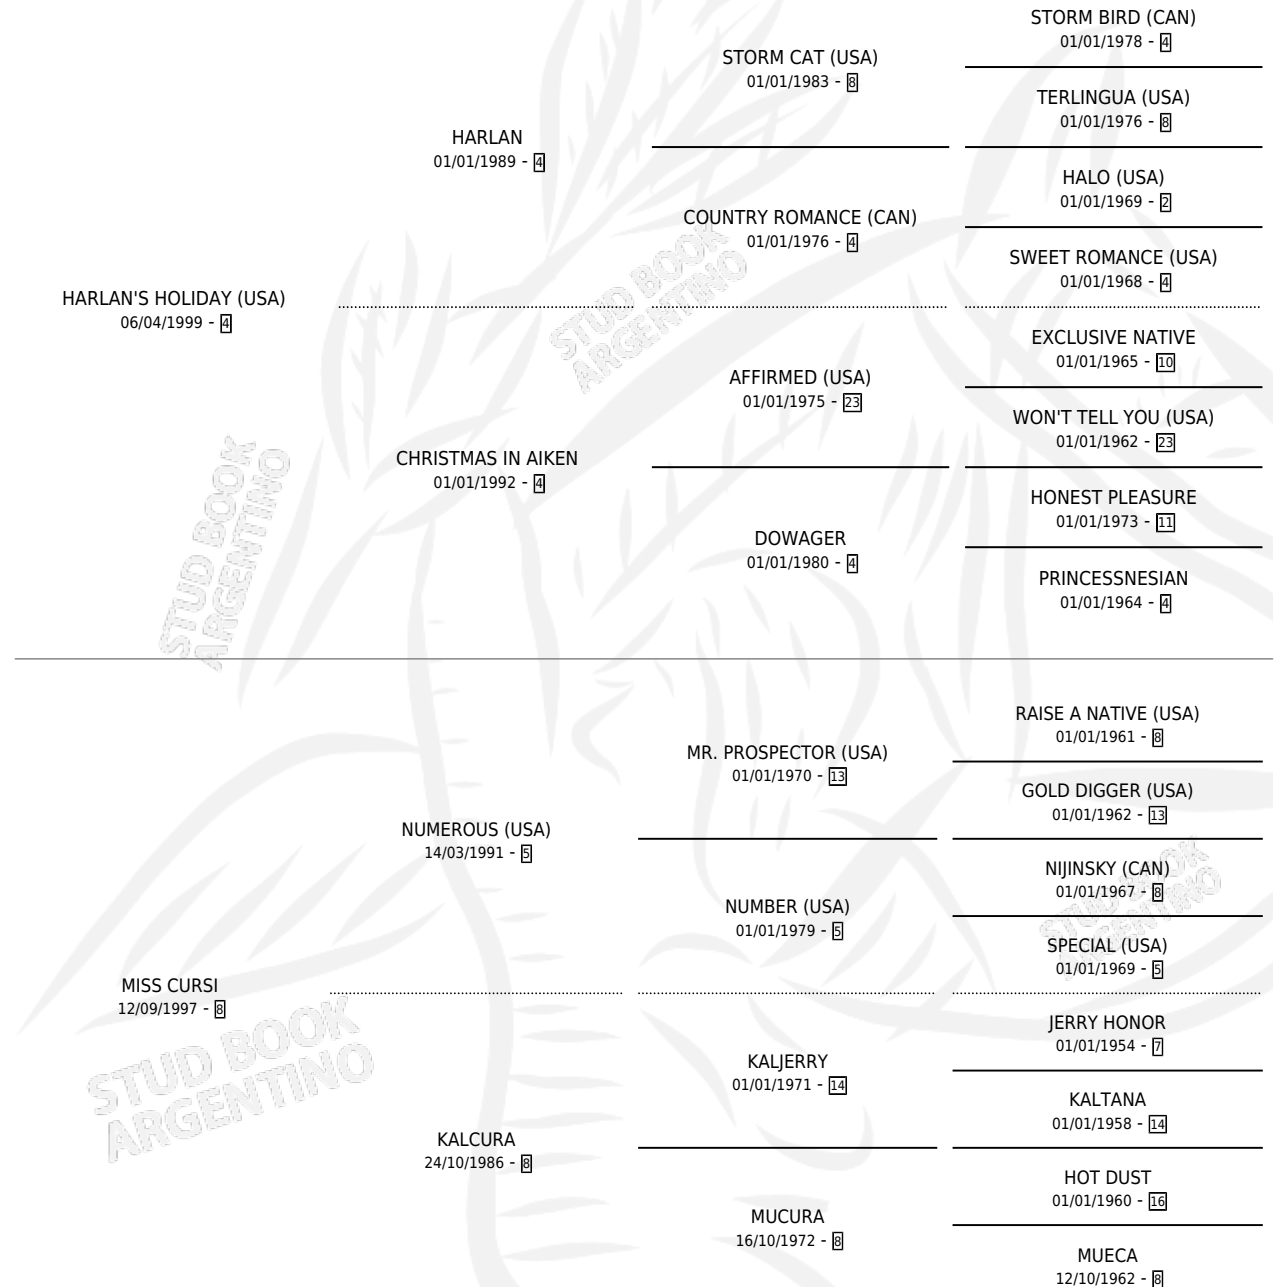 STORM BIRD (CAN)
01/01/1978 - 4
STORM CAT (USA)
01/01/1983 - 8
TERLINGUA (USA)
01/01/1976 - 8
HARLAN
01/01/1989 - 4
HALO (USA)
01/01/1969 - 2
COUNTRY ROMANCE (CAN)
01/01/1976 - 4
SWEET ROMANCE (USA)
01/01/1968 - 4
HARLAN'S HOLIDAY (USA)
06/04/1999 - 4
EXCLUSIVE NATIVE
01/01/1965 - 10
AFFIRMED (USA)
01/01/1975 - 23
WON'T TELL YOU (USA)
01/01/1962 - 23
CHRISTMAS IN AIKEN
01/01/1992 - 4
HONEST PLEASURE
01/01/1973 - 11
DOWAGER
01/01/1980 - 4
PRINCESSNESIAN
01/01/1964 - 4
RAISE A NATIVE (USA)
01/01/1961 - 8
MR. PROSPECTOR (USA)
01/01/1970 - 13
GOLD DIGGER (USA)
01/01/1962 - 13
NUMEROUS (USA)
14/03/1991 - 5
NIJINSKY (CAN)
01/01/1967 - 8
NUMBER (USA)
01/01/1979 - 5
SPECIAL (USA)
01/01/1969 - 5
MISS CURSI
12/09/1997 - 8
JERRY HONOR
01/01/1954 - 7
KALJERRY
01/01/1971 - 14
KALTANA
01/01/1958 - 14
KALCURA
24/10/1986 - 8
HOT DUST
01/01/1960 - 16
MUCURA
16/10/1972 - 8
MUECA
12/10/1962 - 8
STUD BOOK
ARGENTINO
STUD BOOK
ARGENTINO
STUD BOOK
ARGENTINO
STUD BOOK
ARGENTINO